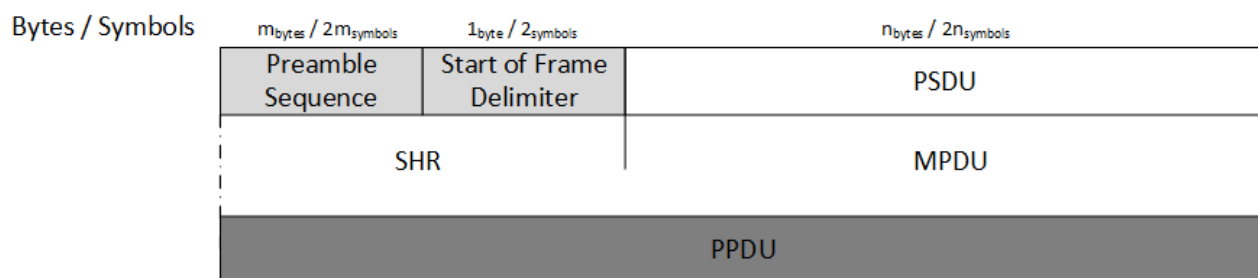 Bytes / Symbols
mbytes / 2msymbols
1byte / 2symbols
nbytes / 2nsymbols
Preamble
Sequence
Start of Frame
Delimiter
PSDU
SHR
MPDU
PPDU